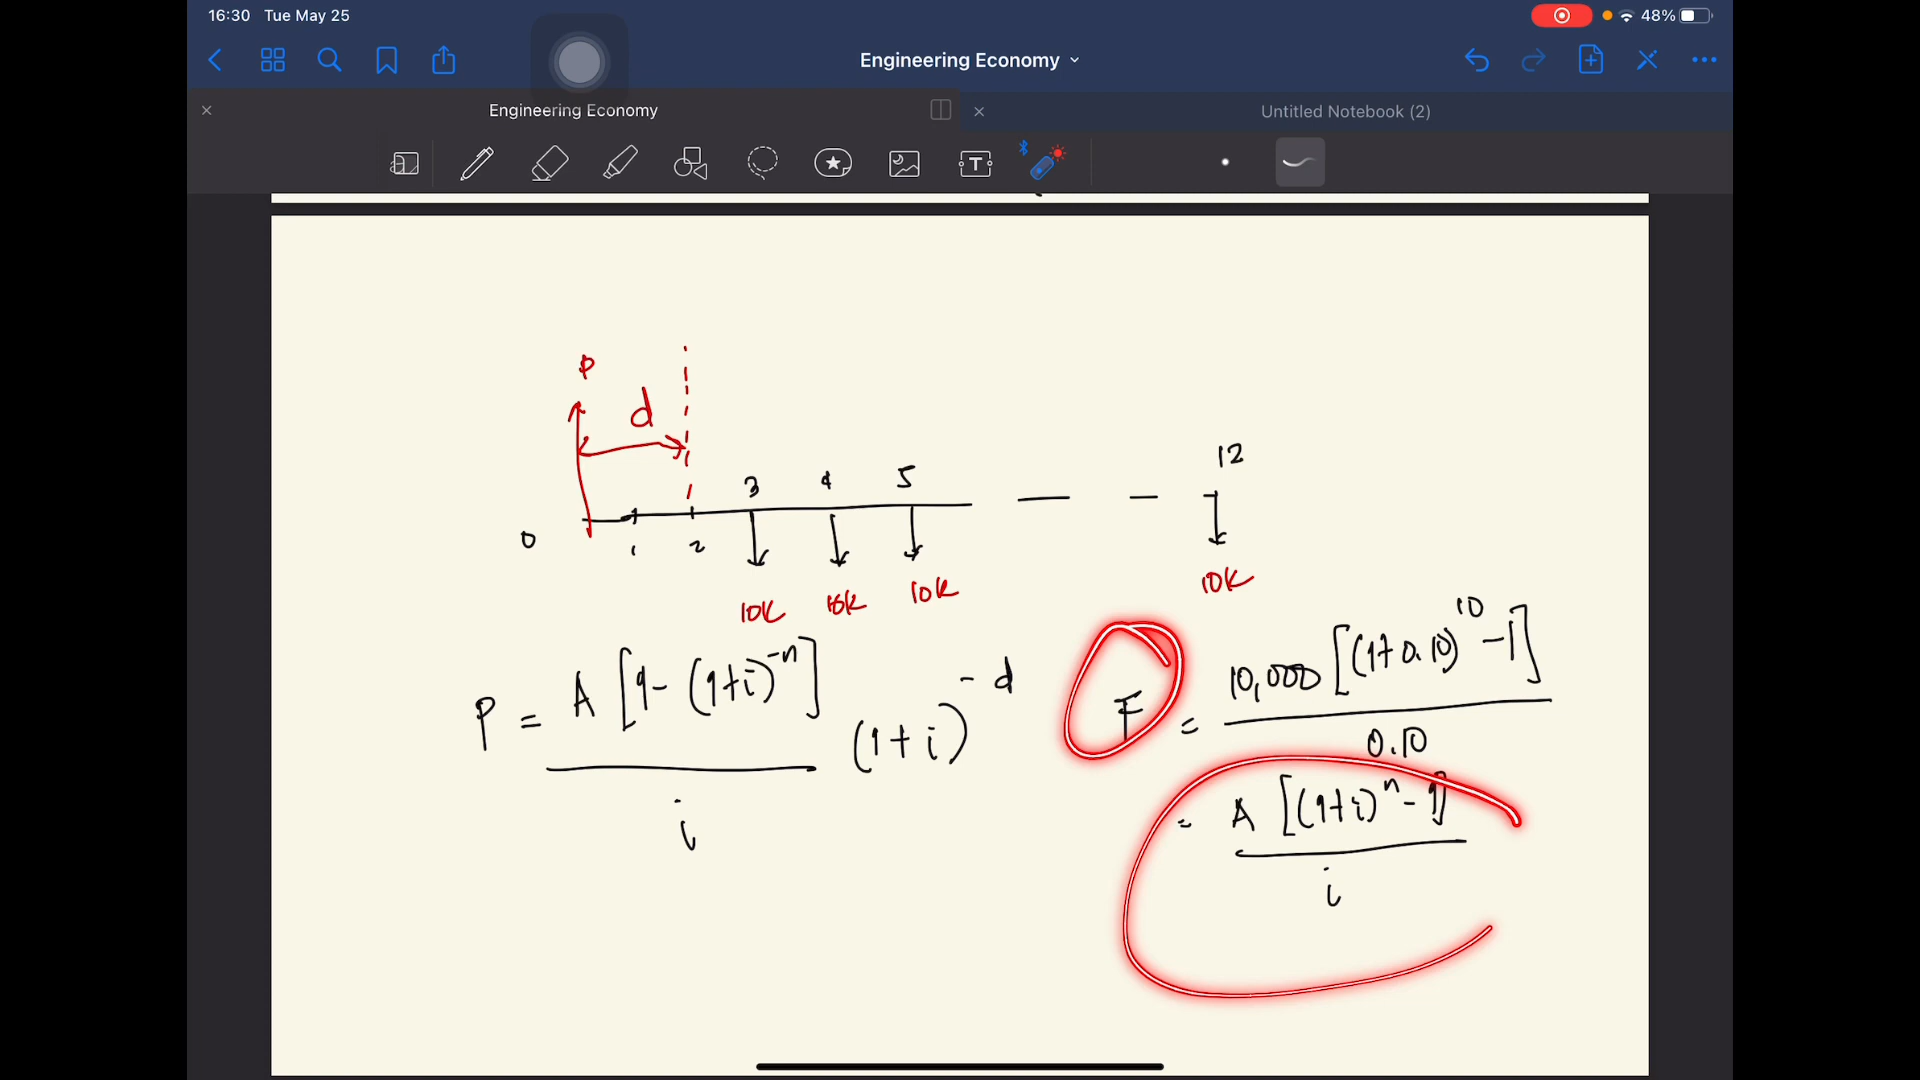 16:30 Tue May 25
48%
Engineering Economy
Engineering Economy
Untitled Notebook (2)
T
P
d
12
3 4 5
0 1 2
10K 10K 10K 10K
P = A [1 - (1+i)^-n] / i (1+i)^-d
F = 10,000 [(1+0.10)^10 - 1] / 0.10
= A [(1+i)^n - 1] / i